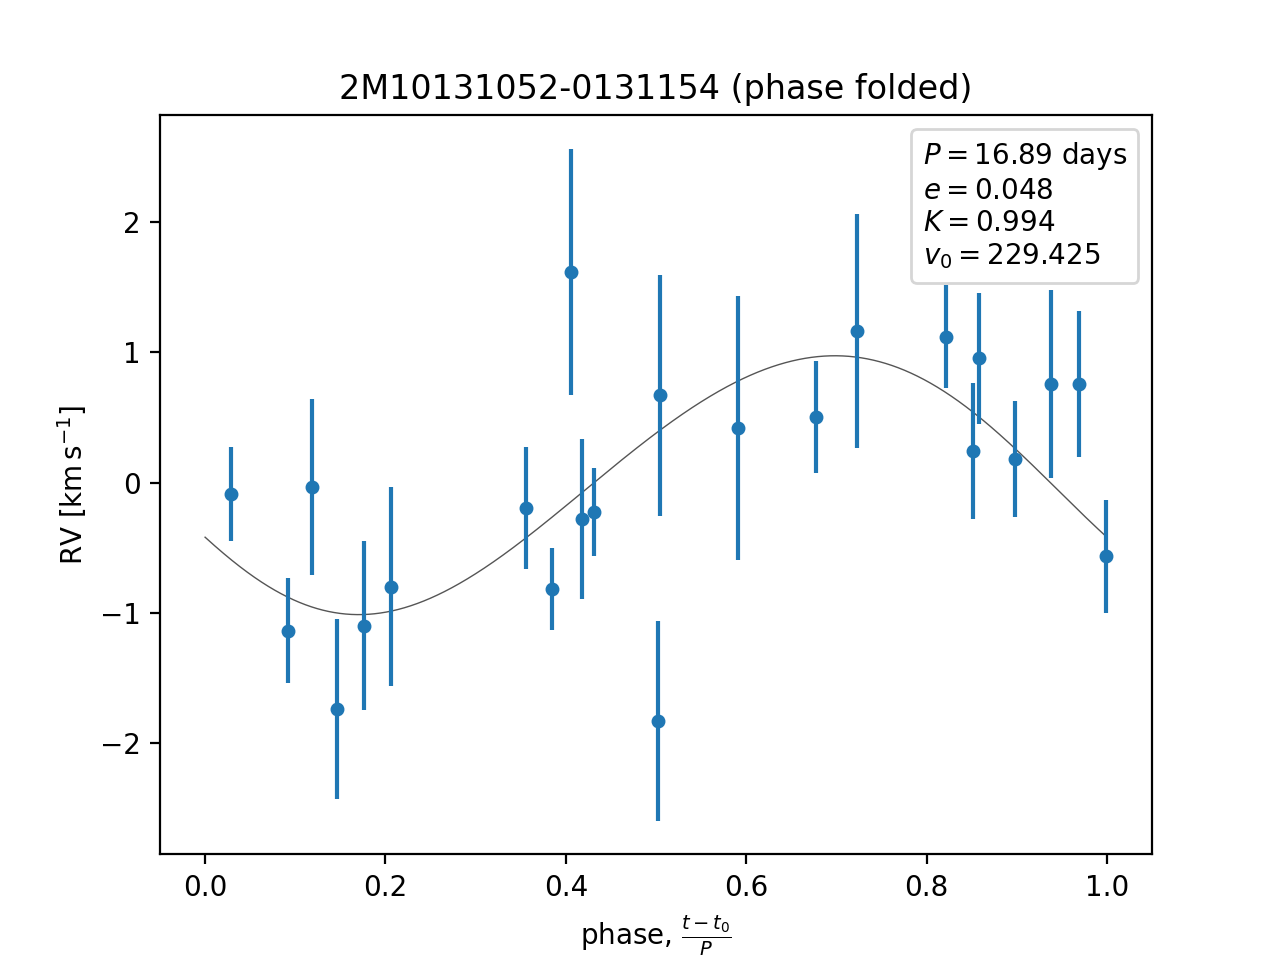 2M10131052-0131154 (phase folded)
P = 16.89 days
e = 0.048
K = 0.994
v₀ = 229.425
2
1
0
−1
−2
RV [km s⁻¹]
0.0 0.2 0.4 0.6 0.8 1.0
phase, (t − t₀)/P